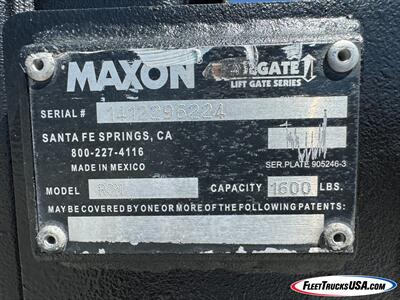 MAXON
GATE
LIFT GATE SERIES
SERIAL # 1412296224
SANTA FE SPRINGS, CA
800-227-4116
MADE IN MEXICO
SER.PLATE 905246-3
MODEL CAPACITY 1600 LBS.
MAY BE COVERED BY ONE OR MORE OF THE FOLLOWING PATENTS:
FLEETTRUCKSUSA.COM